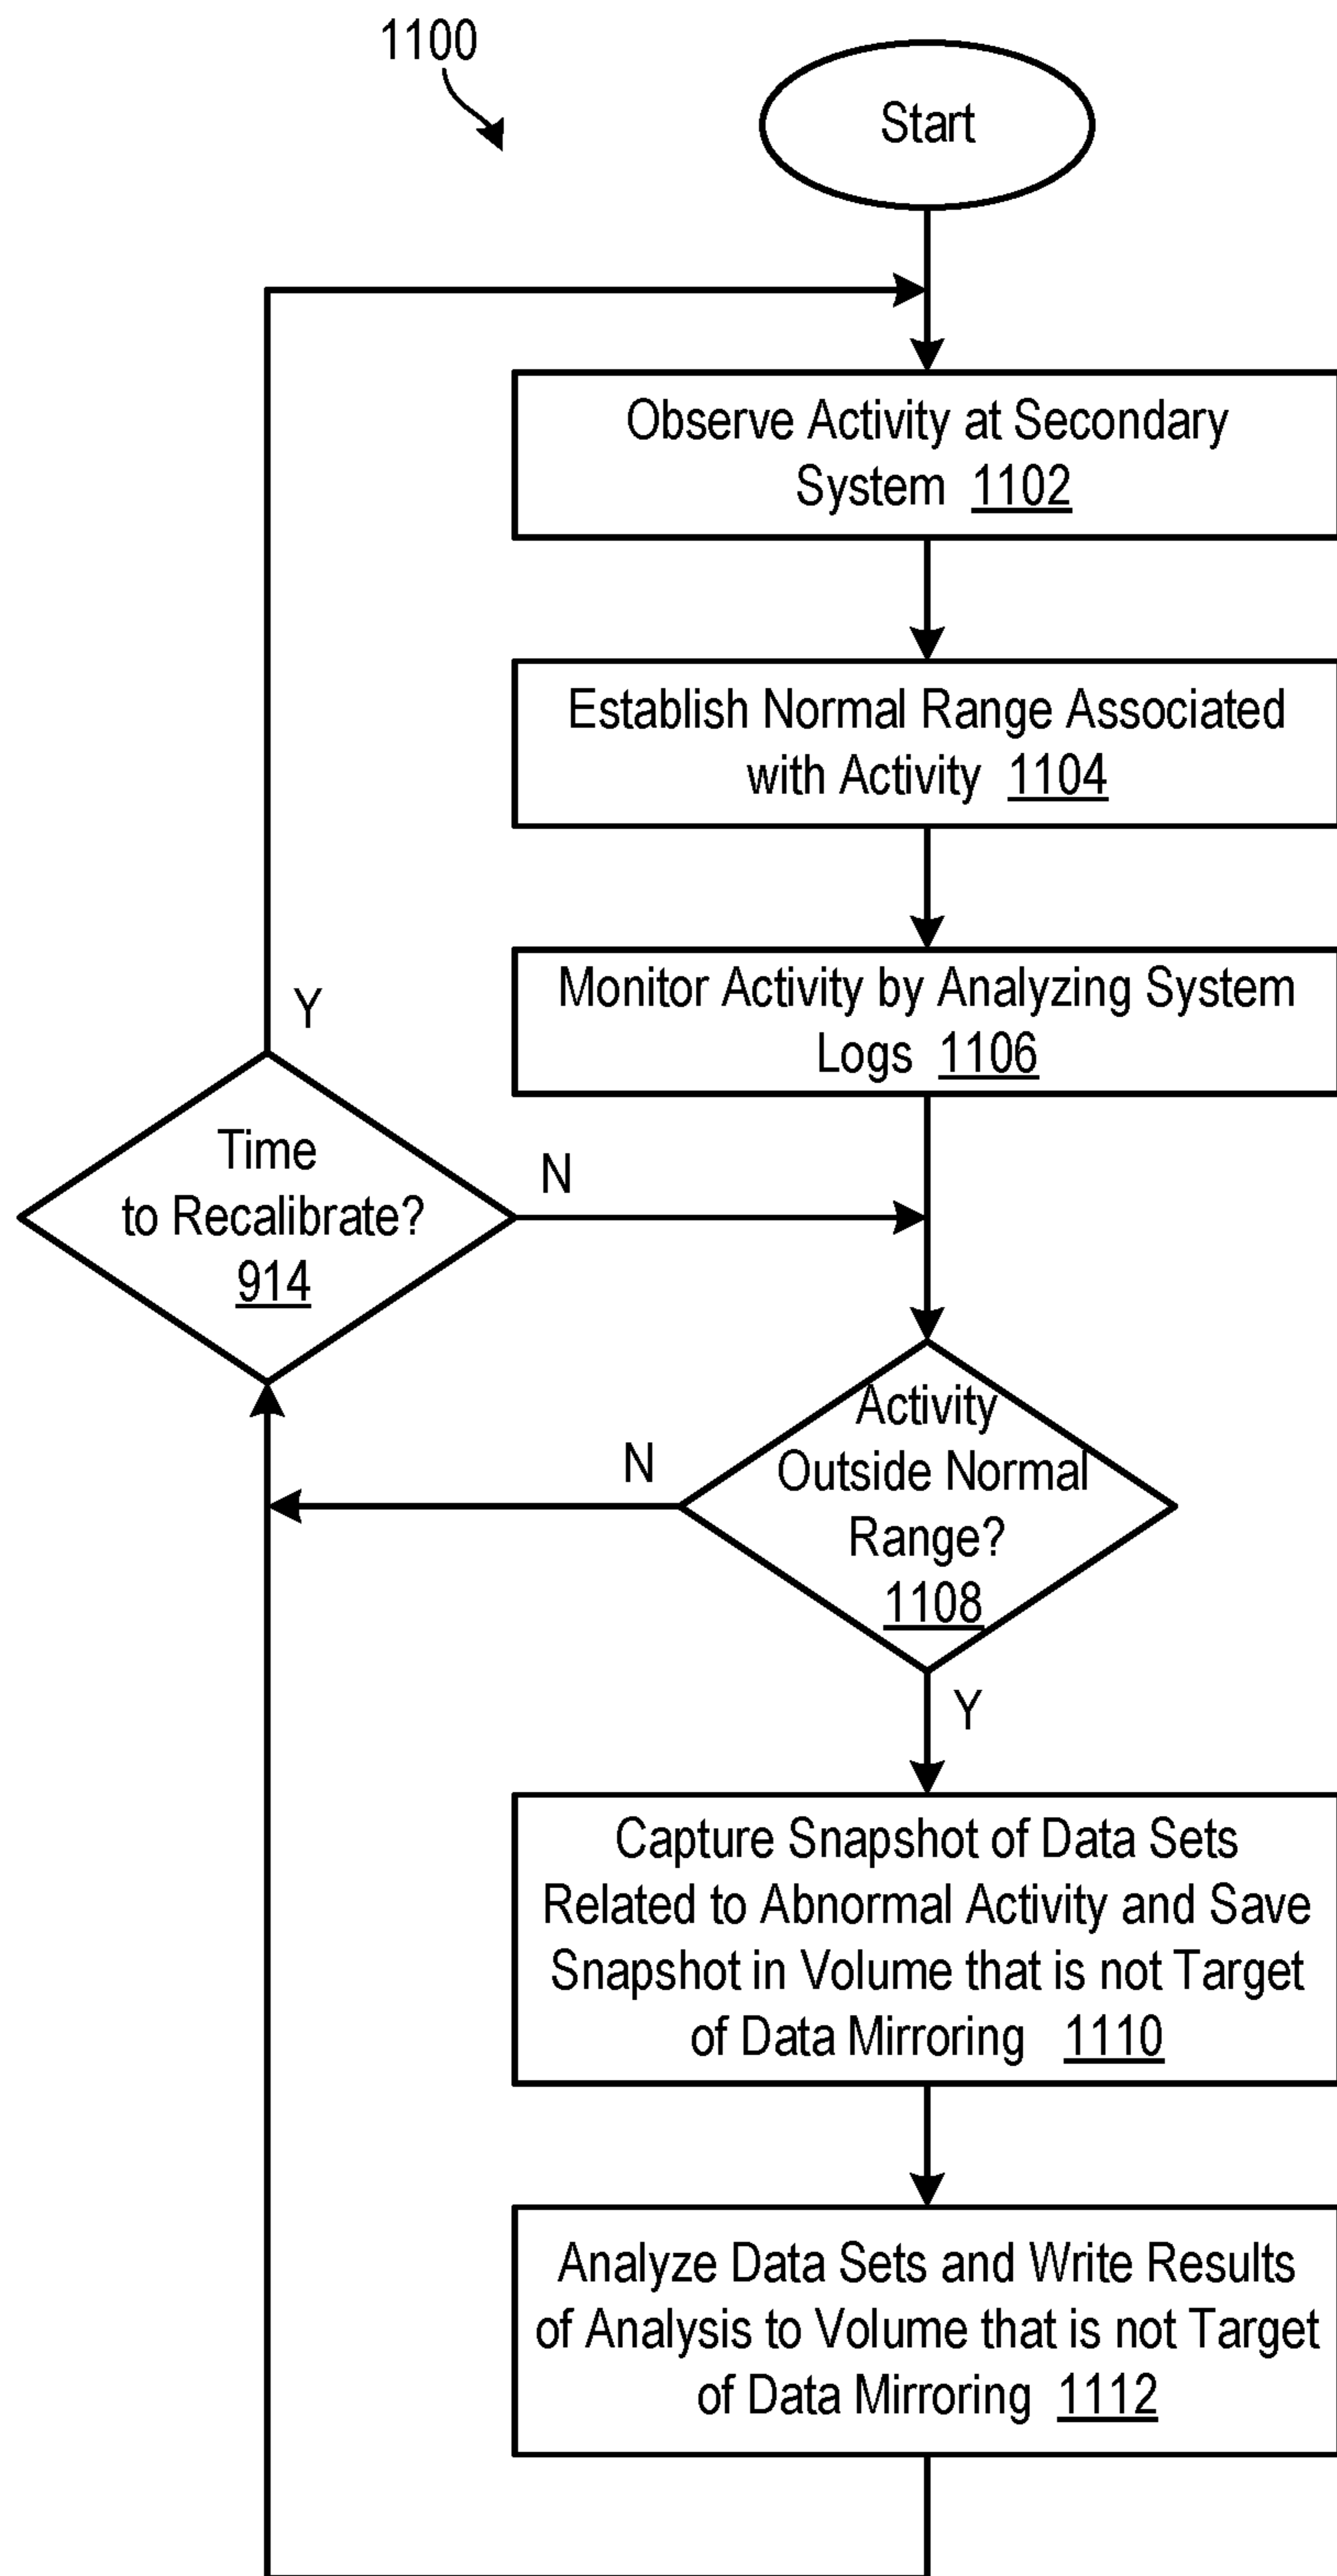 1100
Start
Observe Activity at Secondary
System 1102
Establish Normal Range Associated
with Activity 1104
Monitor Activity by Analyzing System
Logs 1106
Y
Time
to Recalibrate?
914
N
Activity
Outside Normal
Range?
1108
N
Y
Capture Snapshot of Data Sets
Related to Abnormal Activity and Save
Snapshot in Volume that is not Target
of Data Mirroring 1110
Analyze Data Sets and Write Results
of Analysis to Volume that is not Target
of Data Mirroring 1112